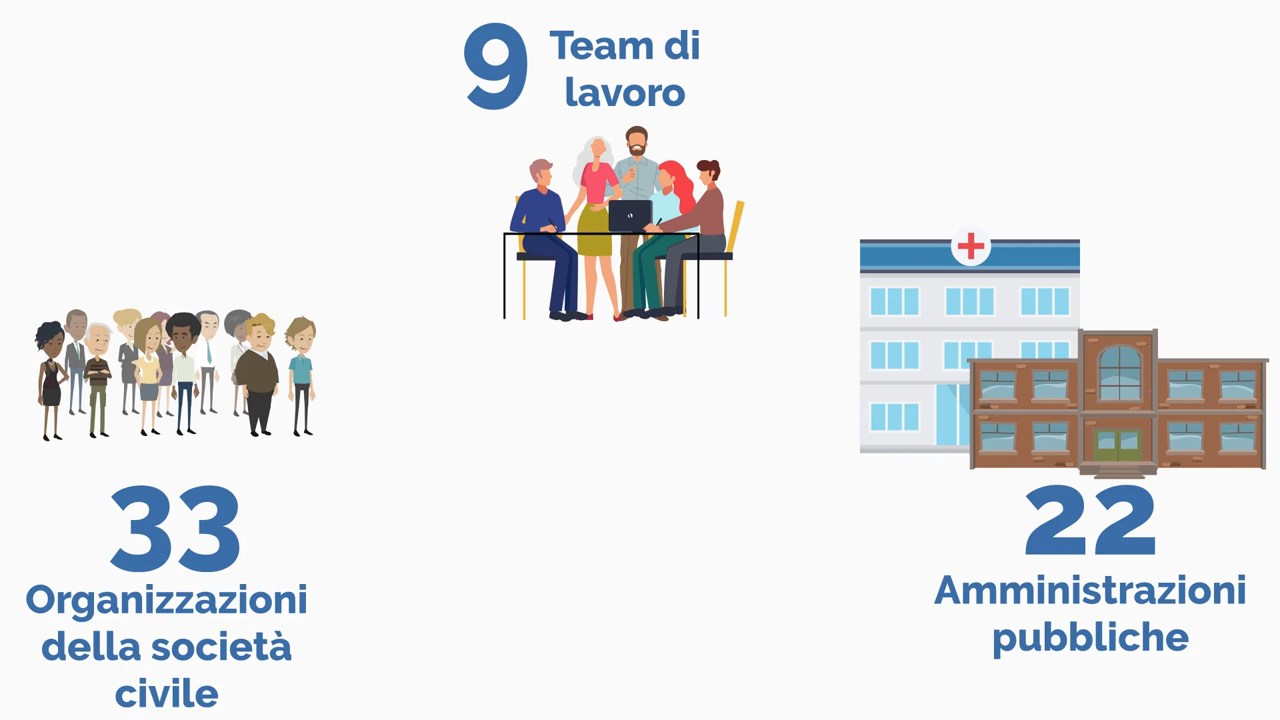 9
Team di
lavoro
33
Organizzazioni
della società
civile
22
Amministrazioni
pubbliche